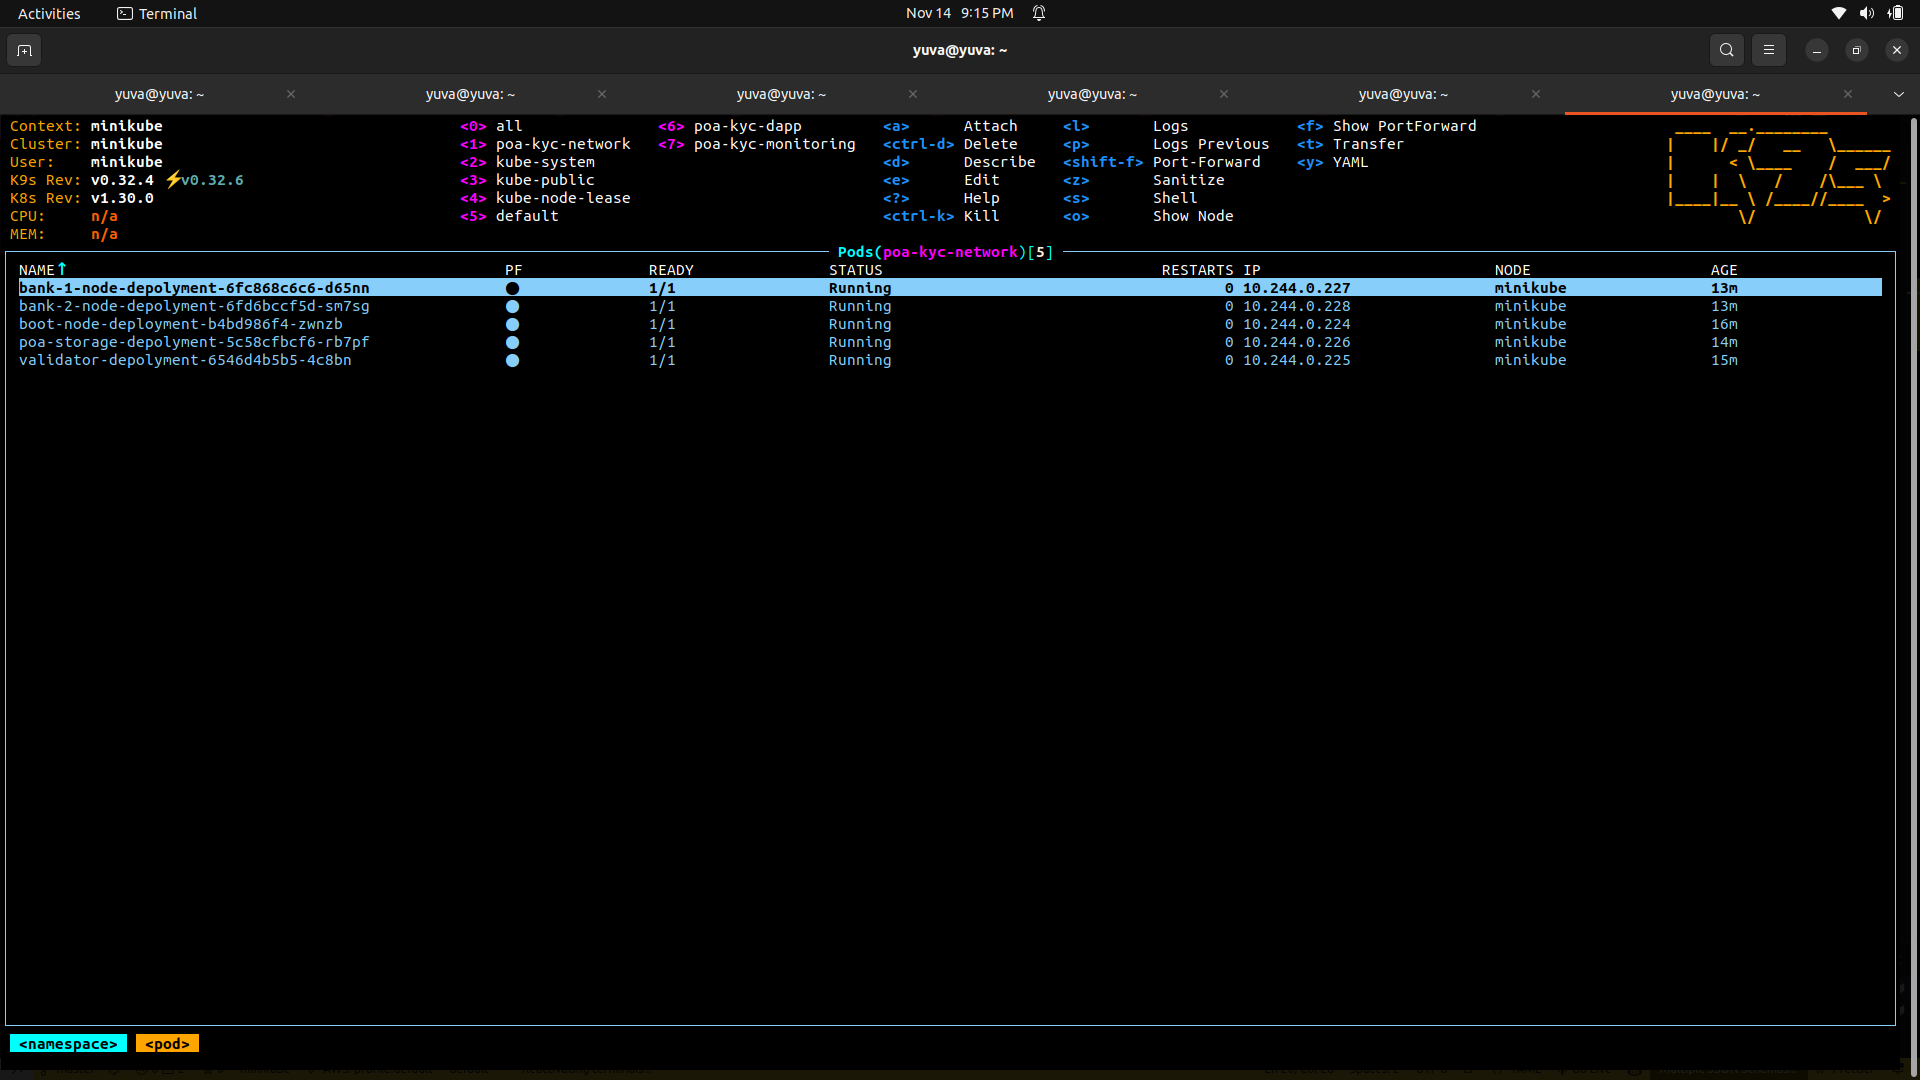 Activities Terminal Nov 14 9:15 PM
yuva@yuva: ~
yuva@yuva: ~ yuva@yuva: ~ yuva@yuva: ~ yuva@yuva: ~ yuva@yuva: ~ yuva@yuva: ~
Context: minikube <0> all <6> poa-kyc-dapp <a> Attach <l> Logs <f> Show PortForward
Cluster: minikube <1> poa-kyc-network <7> poa-kyc-monitoring <ctrl-d> Delete <p> Logs Previous <t> Transfer
User: minikube <2> kube-system <d> Describe <shift-f> Port-Forward <y> YAML
K9s Rev: v0.32.4 ⚡v0.32.6 <3> kube-public <e> Edit <z> Sanitize
K8s Rev: v1.30.0 <4> kube-node-lease <?> Help <s> Shell
CPU: n/a <5> default <ctrl-k> Kill <o> Show Node
MEM: n/a
Pods(poa-kyc-network)[5]
NAME↑ PF READY STATUS RESTARTS IP NODE AGE
bank-1-node-depolyment-6fc868c6c6-d65nn ● 1/1 Running 0 10.244.0.227 minikube 13m
bank-2-node-depolyment-6fd6bccf5d-sm7sg ● 1/1 Running 0 10.244.0.228 minikube 13m
boot-node-deployment-b4bd986f4-zwnzb ● 1/1 Running 0 10.244.0.224 minikube 16m
poa-storage-depolyment-5c58cfbcf6-rb7pf ● 1/1 Running 0 10.244.0.226 minikube 14m
validator-depolyment-6546d4b5b5-4c8bn ● 1/1 Running 0 10.244.0.225 minikube 15m
<namespace> <pod>